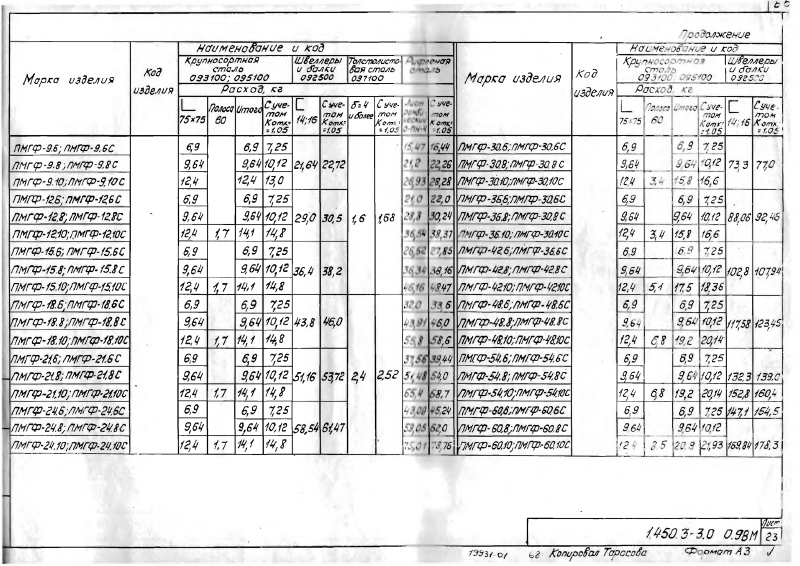 Продолжение
Марка изделия | Код изделия | Наименование и код | Марка изделия | Код изделия | Наименование и код
Крупносортная сталь 093100; 095100 | Швеллеры и балки 092500 | Толстолистовая сталь 097100 | Рифленая сталь | Крупносортная сталь 093100; 095100 | Швеллеры и балки 092500
Расход, кг | Расход, кг
75×75 | Полоса 60 | Итого | С учетом Котх.=1.05 | 14;16 | С учетом Котх=1.05 | δ=4 и более | С учетом Котх.=1.05 | Лист | С учетом Котх.=1.05 | 75×75 | Полоса 60 | Итого | С учетом Котх.=1.05 | 14;16 | С учетом Котх.=1.05
ПМГФ-9.6; ПМГФ-9.6С | 6,9 | 6,9 | 7,25 | 15,47 | 16,44 | ПМГФ-30.6; ПМГФ-30.6С | 6,9 | 6,9 | 7,25
ПМГФ-9.8; ПМГФ-9.8С | 9,64 | 9,64 | 10,12 | 21,64 | 22,72 | 21,2 | 22,26 | ПМГФ-30.8; ПМГФ-30.8С | 9,64 | 9,64 | 10,12 | 73,3 | 77,0
ПМГФ-9.10; ПМГФ-9.10С | 12,4 | 12,4 | 13,0 | 26,93 | 28,28 | ПМГФ-30.10; ПМГФ-30.10С | 12,4 | 3,4 | 15,8 | 16,6
ПМГФ-12.6; ПМГФ-12.6С | 6,9 | 6,9 | 7,25 | 21,0 | 22,0 | ПМГФ-36.6; ПМГФ-30.6С | 6,9 | 6,9 | 7,25
ПМГФ-12.8; ПМГФ-12.8С | 9,64 | 9,64 | 10,12 | 29,0 | 30,5 | 1,6 | 1,68 | 28,8 | 30,24 | ПМГФ-36.8; ПМГФ-30.8С | 9,64 | 9,64 | 10,12 | 88,06 | 92,46
ПМГФ-12.10; ПМГФ-12.10С | 12,4 | 1,7 | 14,1 | 14,8 | 36,54 | 38,37 | ПМГФ-36.10; ПМГФ-30.10С | 12,4 | 3,4 | 15,8 | 16,6
ПМГФ-15.6; ПМГФ-15.6С | 6,9 | 6,9 | 7,25 | 26,52 | 27,85 | ПМГФ-42.6; ПМГФ-36.6С | 6,9 | 6,9 | 7,25
ПМГФ-15.8; ПМГФ-15.8С | 9,64 | 9,64 | 10,12 | 36,4 | 38,2 | 36,34 | 38,16 | ПМГФ-42.8; ПМГФ-42.8С | 9,64 | 9,64 | 10,12 | 102,8 | 107,94
ПМГФ-15.10; ПМГФ-15.10С | 12,4 | 1,7 | 14,1 | 14,8 | 46,16 | 48,47 | ПМГФ-42.10; ПМГФ-42.10С | 12,4 | 5,1 | 17,5 | 18,36
ПМГФ-18.6; ПМГФ-18.6С | 6,9 | 6,9 | 7,25 | 32,0 | 33,6 | ПМГФ-48.6; ПМГФ-48.6С | 6,9 | 6,9 | 7,25
ПМГФ-18.8; ПМГФ-18.8С | 9,64 | 9,64 | 10,12 | 43,8 | 46,0 | 43,91 | 46,0 | ПМГФ-48.8; ПМГФ-48.8С | 9,64 | 9,64 | 10,12 | 117,58 | 123,45
ПМГФ-18.10; ПМГФ-18.10С | 12,4 | 1,7 | 14,1 | 14,8 | 55,8 | 58,6 | ПМГФ-48.10; ПМГФ-48.10С | 12,4 | 6,8 | 19,2 | 20,14
ПМГФ-21.6; ПМГФ-21.6С | 6,9 | 6,9 | 7,25 | 37,56 | 39,44 | ПМГФ-54.6; ПМГФ-54.6С | 6,9 | 6,9 | 7,25
ПМГФ-21.8; ПМГФ-21.8С | 9,64 | 9,64 | 10,12 | 51,16 | 53,72 | 2,4 | 2,52 | 51,48 | 54,0 | ПМГФ-54.8; ПМГФ-54.8С | 9,64 | 9,64 | 10,12 | 132,3 | 139,0
ПМГФ-21.10; ПМГФ-21.10С | 12,4 | 1,7 | 14,1 | 14,8 | 65,4 | 68,7 | ПМГФ-54.10; ПМГФ-54.10С | 12,4 | 6,8 | 19,2 | 20,14 | 152,8 | 160,4
ПМГФ-24.6; ПМГФ-24.6С | 6,9 | 6,9 | 7,25 | 43,09 | 45,24 | ПМГФ-60.6; ПМГФ-60.6С | 6,9 | 6,9 | 7,25 | 147,1 | 154,5
ПМГФ-24.8; ПМГФ-24.8С | 9,64 | 9,64 | 10,12 | 58,54 | 61,47 | 59,05 | 62,0 | ПМГФ-60.8; ПМГФ-60.8С | 9,64 | 9,64 | 10,12
ПМГФ-24.10; ПМГФ-24.10С | 12,4 | 1,7 | 14,1 | 14,8 | 75,01 | 78,76 | ПМГФ-60.10; ПМГФ-60.10С | 12,4 | 8,5 | 20,9 | 21,93 | 169,84 | 178,3
1.450.3-3.0 0.9ВМ | Лист 23
19931-01 62 Копировал Тарасова Формат А3